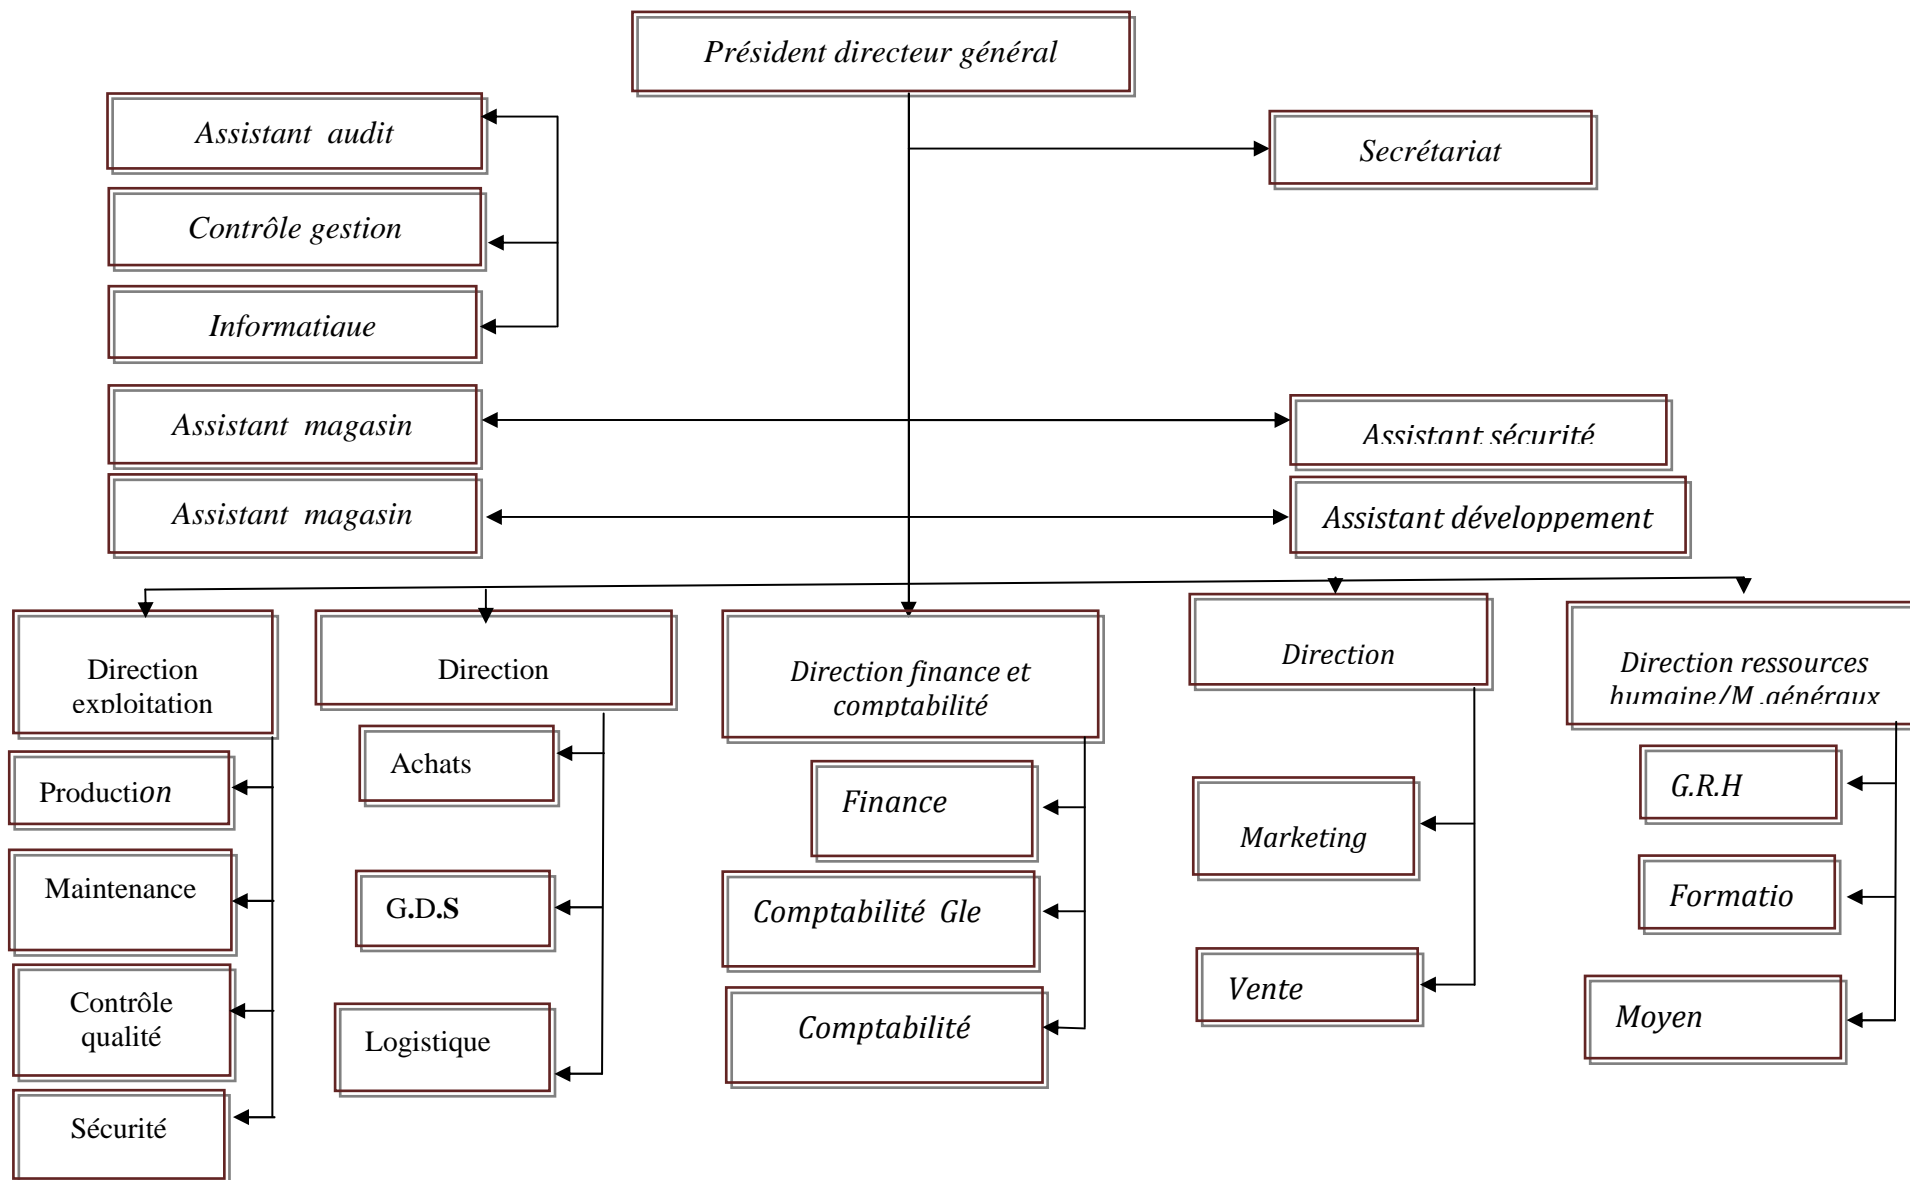 Président directeur général
Assistant audit
Secrétariat
Contrôle gestion
Informatique
Assistant magasin
Assistant sécurité
Assistant magasin
Assistant développement
Direction
exploitation
Direction
Direction finance et
comptabilité
Direction
Direction ressources
humaine/M .généraux
Production
Maintenance
Contrôle
qualité
Sécurité
Achats
G.D.S
Logistique
Finance
Comptabilité Gle
Comptabilité
Marketing
Vente
G.R.H
Formatio
Moyen